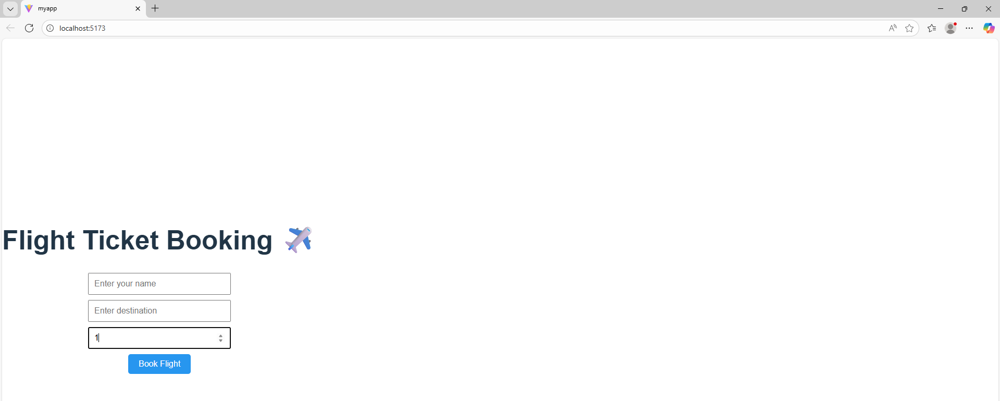 myapp
localhost:5173
Flight Ticket Booking
Enter your name
Enter destination
1
Book Flight